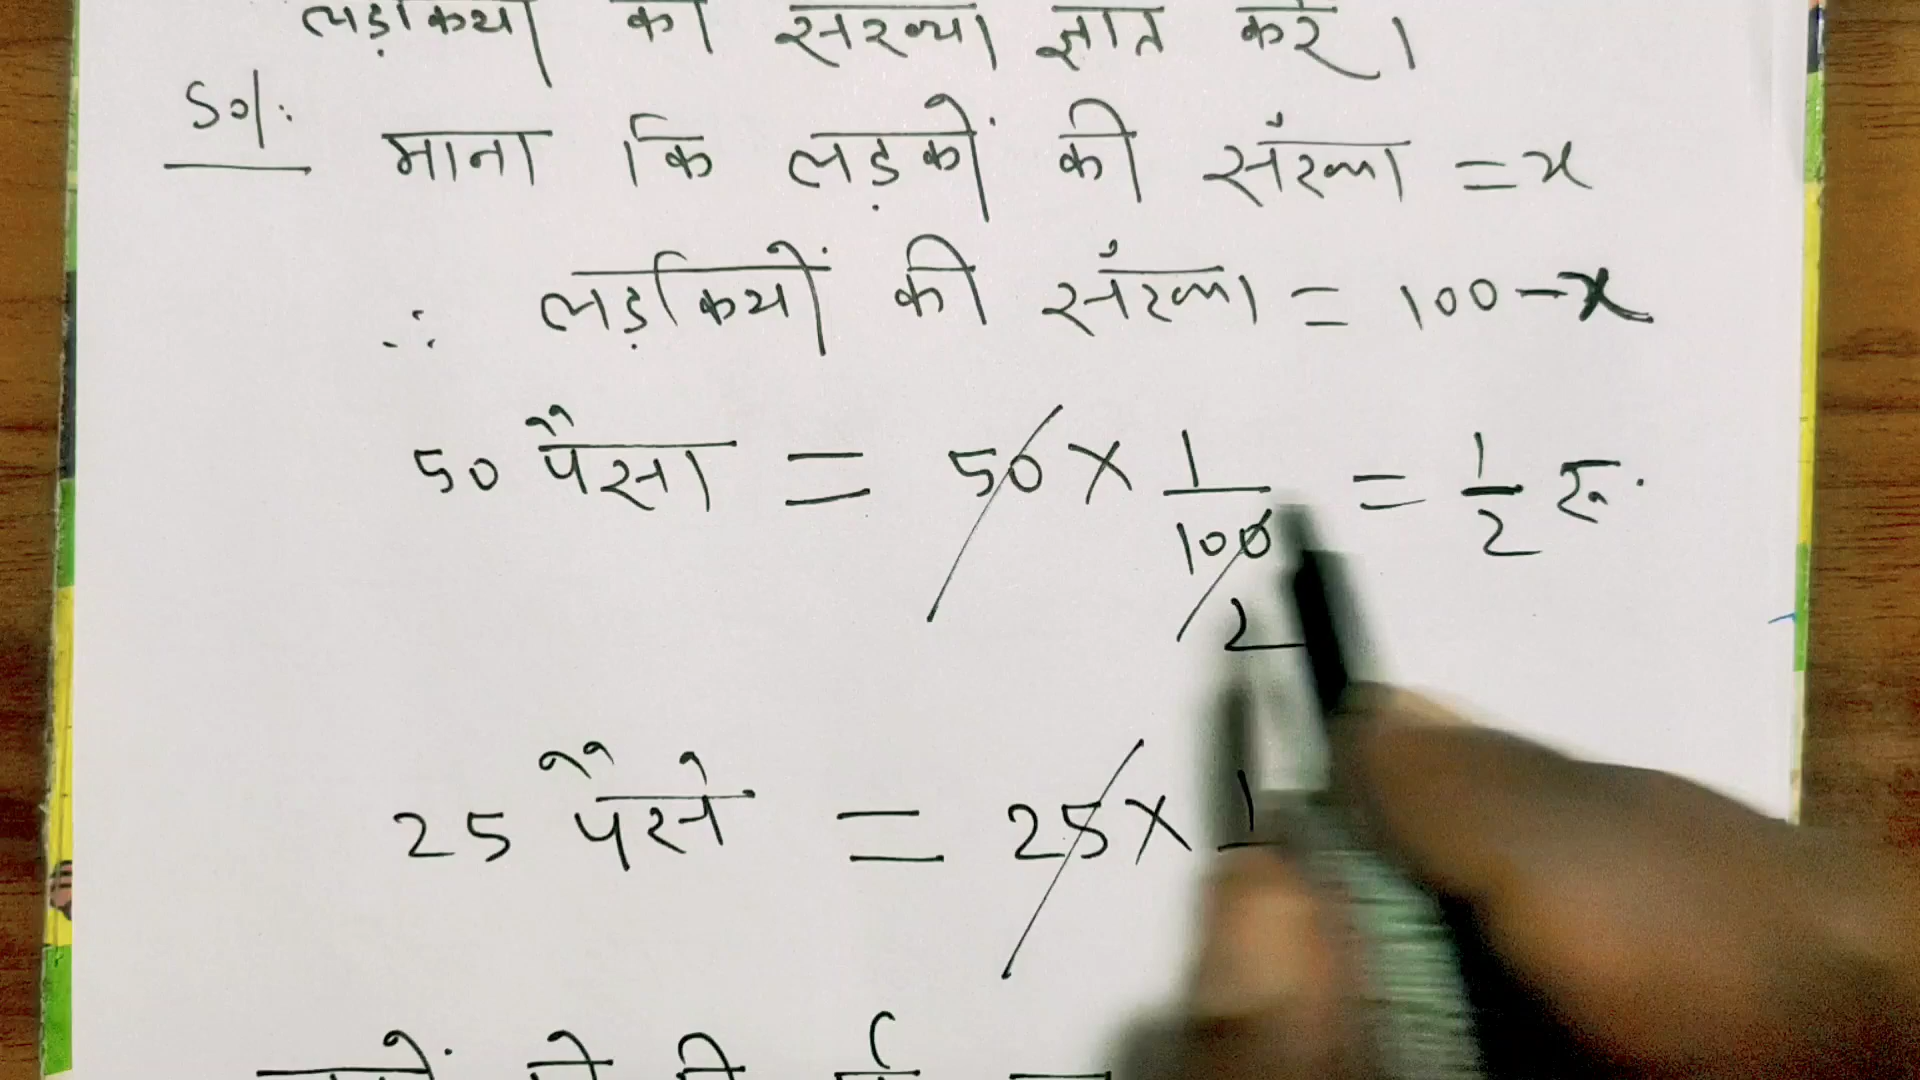 लड़कियों की संख्या ज्ञात करें।
Sol:
माना कि लड़कों की संख्या = x
∴ लड़कियों की संख्या = 100 - x
50 पैसा = 50 × 1/100 = 1/2 रु.
2
25 पैसे = 25 × 1